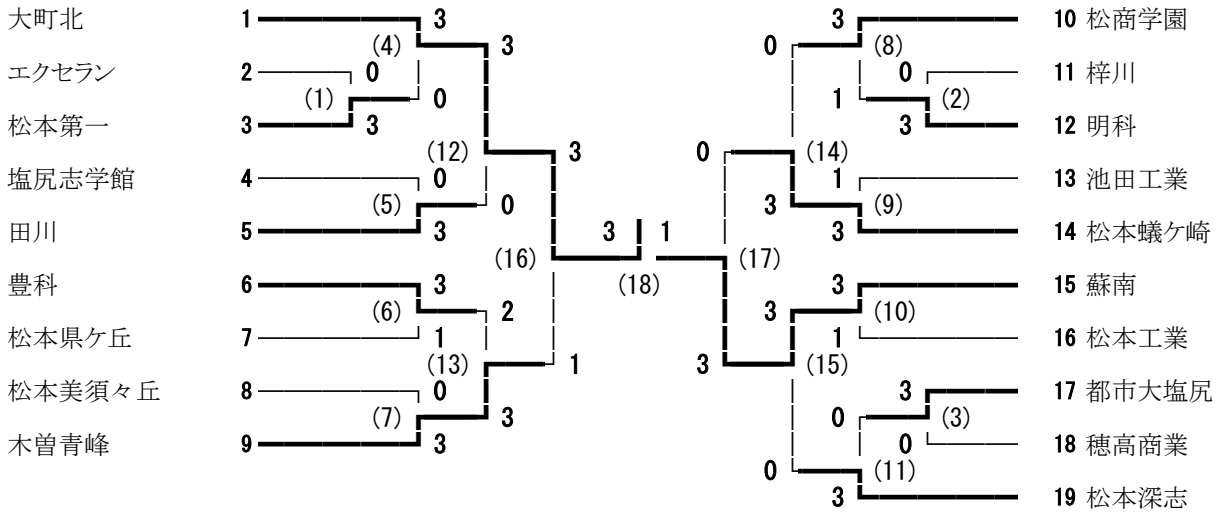 大町北 1 3 3 10 松商学園
(4) 3 0 (8)
エクセラン 2 0 0 11 梓川
(1) 0 1 (2)
松本第一 3 3 3 12 明科
(12) 3 0 (14)
塩尻志学館 4 0 1 13 池田工業
(5) 0 3 (9)
田川 5 3 3 1 3 14 松本蟻ケ崎
(16) (18) (17)
豊科 6 3 3 15 蘇南
(6) 2 3 (10)
松本県ケ丘 7 1 1 16 松本工業
(13) 1 3 (15)
松本美須々丘 8 0 3 17 都市大塩尻
(7) 3 0 (3)
木曽青峰 9 3 0 18 穂高商業
0 (11)
3 19 松本深志